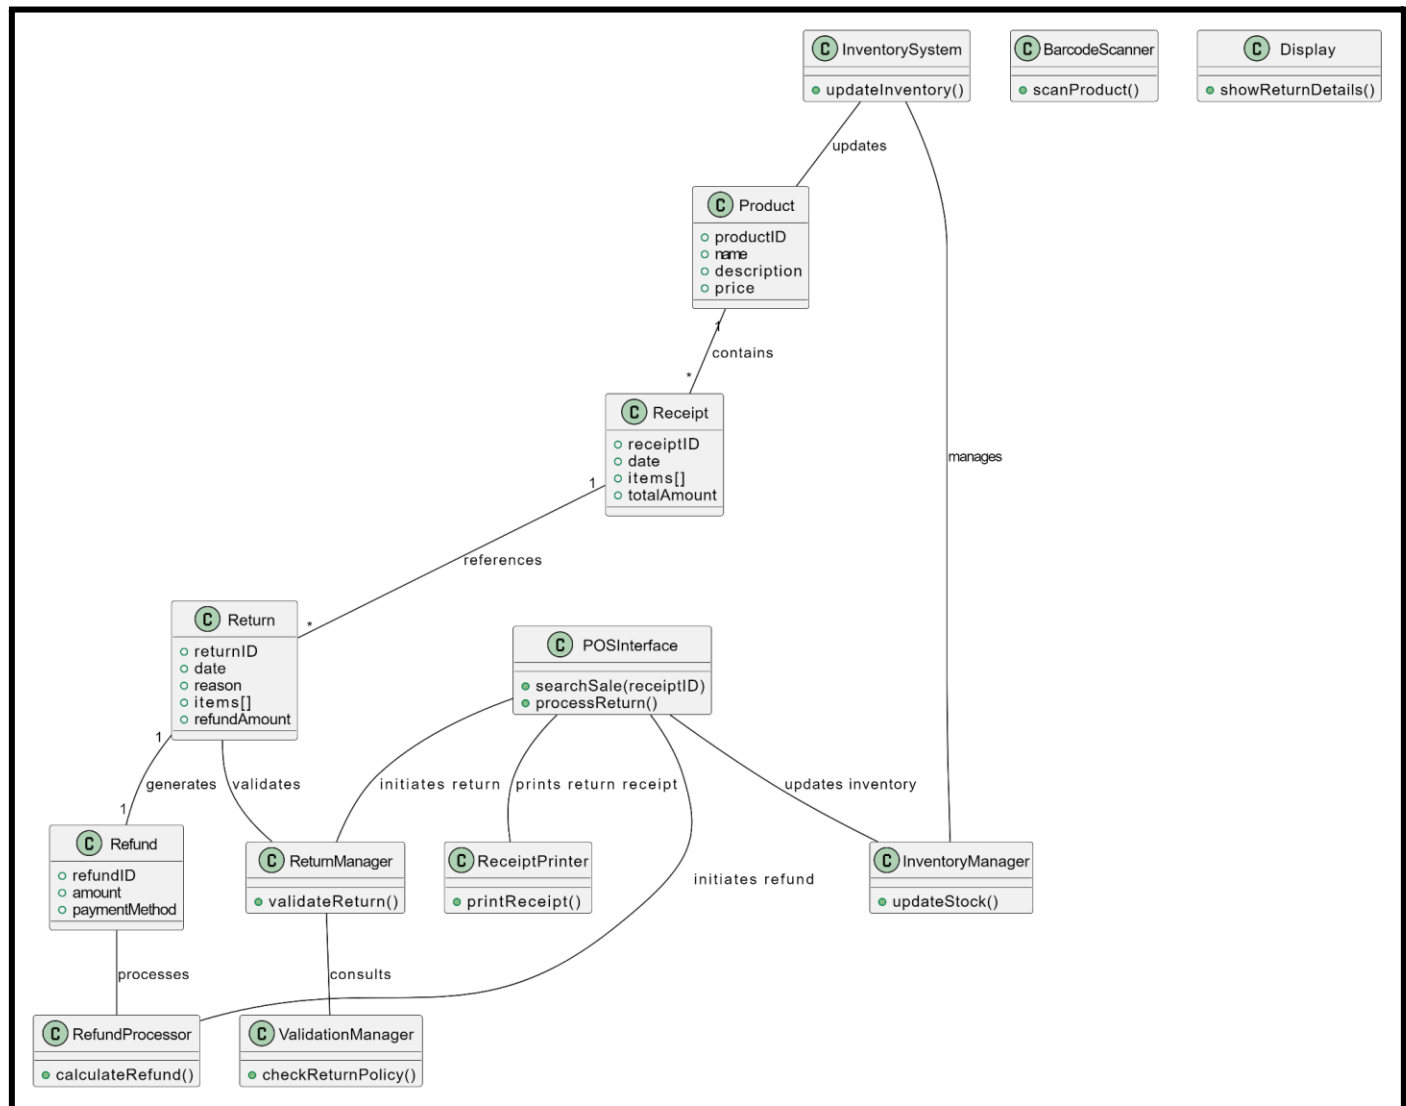 C InventorySystem
updateInventory()
C BarcodeScanner
scanProduct()
C Display
showReturnDetails()
updates
C Product
productID
name
description
price
1
contains
*
C Receipt
receiptID
date
items[]
totalAmount
manages
1
references
*
C Return
returnID
date
reason
items[]
refundAmount
C POSInterface
searchSale(receiptID)
processReturn()
1
generates
validates
initiates return
prints return receipt
updates inventory
1
C Refund
refundID
amount
paymentMethod
C ReturnManager
validateReturn()
C ReceiptPrinter
printReceipt()
initiates refund
C InventoryManager
updateStock()
processes
consults
C RefundProcessor
calculateRefund()
C ValidationManager
checkReturnPolicy()